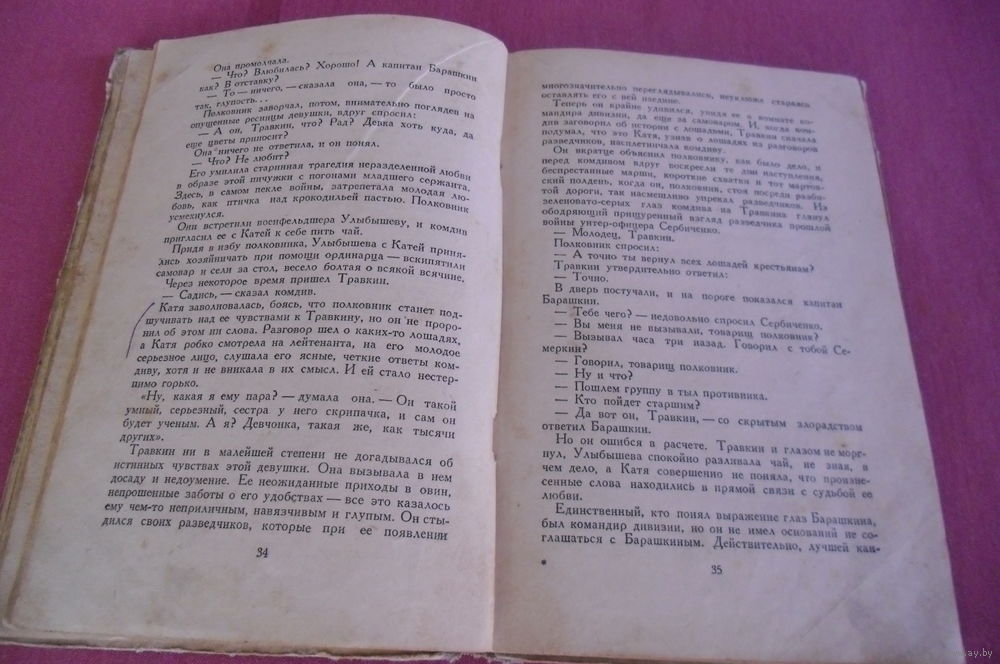 Она промолчала.
— Что? Влюбилась? Хорошо! А капитан Барашкин
как? В отставку?
— То — ничего, — сказала она, — то было просто
так, глупость...
Полковник заворчал, потом, внимательно поглядев на
опущенные ресницы девушки, вдруг спросил:
— А он, Травкин, что? Рад? Девка хоть куда, да
еще цветы приносит?
Она ничего не ответила, и он понял.
— Что? Не любит?
Его умилила старинная трагедия неразделенной любви
в образе этой пичужки с погонами младшего сержанта.
Здесь, в самом пекле войны, затрепетала молодая лю-
бовь, как птичка над крокодильей пастью. Полковник
усмехнулся.
Они встретили военфельдшера Улыбышеву, и комдив
пригласил ее с Катей к себе пить чай.
Придя в избу полковника, Улыбышева с Катей приня-
лись хозяйничать при помощи ординарца — вскипятили
самовар и сели за стол, весело болтая о всякой всячине.
Через некоторое время пришел Травкин.
— Садись, — сказал комдив.
Катя заволновалась, боясь, что полковник станет под-
шучивать над ее чувствами к Травкину, но он не проро-
нил об этом ни слова. Разговор шел о каких-то лошадях,
а Катя робко смотрела на лейтенанта, на его молодое
серьезное лицо, слушала его ясные, четкие ответы ком-
диву, хотя и не вникала в их смысл. И ей стало нестер-
пимо горько.
«Ну, какая я ему пара? — думала она. — Он такой
умный, серьезный, сестра у него скрипачка, и сам он
будет ученым. А я? Девчонка, такая же, как тысячи
других».
Травкин ни в малейшей степени не догадывался об
истинных чувствах этой девушки. Она вызывала в нем
досаду и недоумение. Ее неожиданные приходы в овин,
непрошенные заботы о его удобствах — все это казалось
ему чем-то неприличным, навязчивым и глупым. Он сты-
дился своих разведчиков, которые при ее появлении
34
многозначительно переглядывались, неуклюже стараясь
оставлять его с ней наедине.
Теперь он крайне удивился, увидя ее в комнате ко-
мандира дивизии, да еще за самоваром. И, когда ком-
див заговорил об истории с лошадьми, Травкин сначала
подумал, что это Катя, узнав о лошадях из разговоров
разведчиков, насплетничала комдиву.
Он вкратце объяснил полковнику, как было дело, и
перед комдивом вдруг воскресли те дни наступления,
беспрестанные марши, короткие схватки и тот мартов-
ский полдень, когда он, полковник, стоя посреди разби-
той дороги, так насмешливо упрекал разведчиков. Из
зеленовато-серых глаз комдива на Травкина глянул
ободряющий прищуренный взгляд разведчика прошлой
войны унтер-офицера Сербиченко.
— Молодец, Травкин.
Полковник спросил:
— А точно ты вернул всех лошадей крестьянам?
Травкин утвердительно ответил:
— Точно.
В дверь постучали, и на пороге показался капитан
Барашкин.
— Тебе чего? — недовольно спросил Сербиченко.
— Вы меня не вызывали, товарищ полковник?
— Вызывал часа три назад. Говорил с тобой Се-
меркин?
— Говорил, товарищ полковник.
— Ну и что?
— Пошлем группу в тыл противника.
— Кто пойдет старшим?
— Да вот он, Травкин, — со скрытым злорадством
ответил Барашкин.
Но он ошибся в расчете. Травкин и глазом не морг-
нул, Улыбышева спокойно разливала чай, не зная, в
чем дело, а Катя совершенно не поняла, что произне-
сенные слова находились в прямой связи с судьбой ее
любви.
Единственный, кто понял выражение глаз Барашкина,
был командир дивизии, но он не имел оснований не со-
глашаться с Барашкиным. Действительно, лучшей кан-
35
ay.by